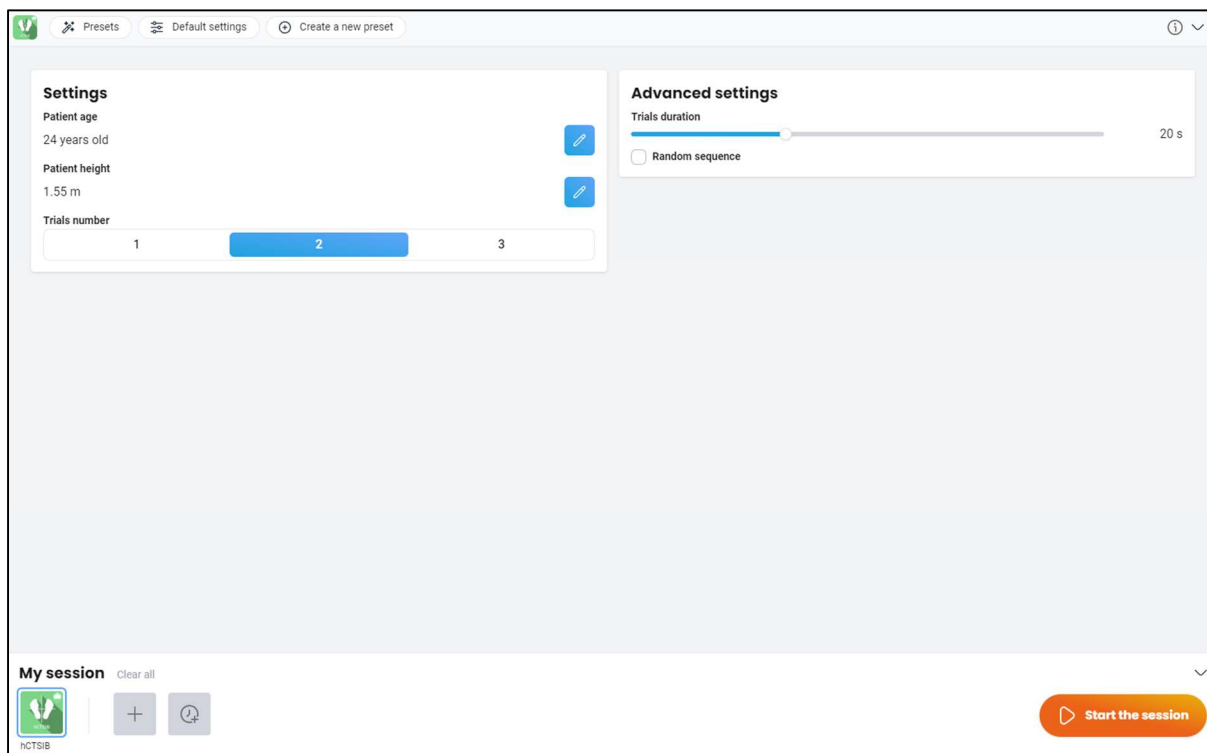 Presets
Default settings
Create a new preset
Settings
Patient age
24 years old
Patient height
1.55 m
Trials number
1 2 3
Advanced settings
Trials duration
20 s
Random sequence
My session Clear all
hCTSIB
Start the session